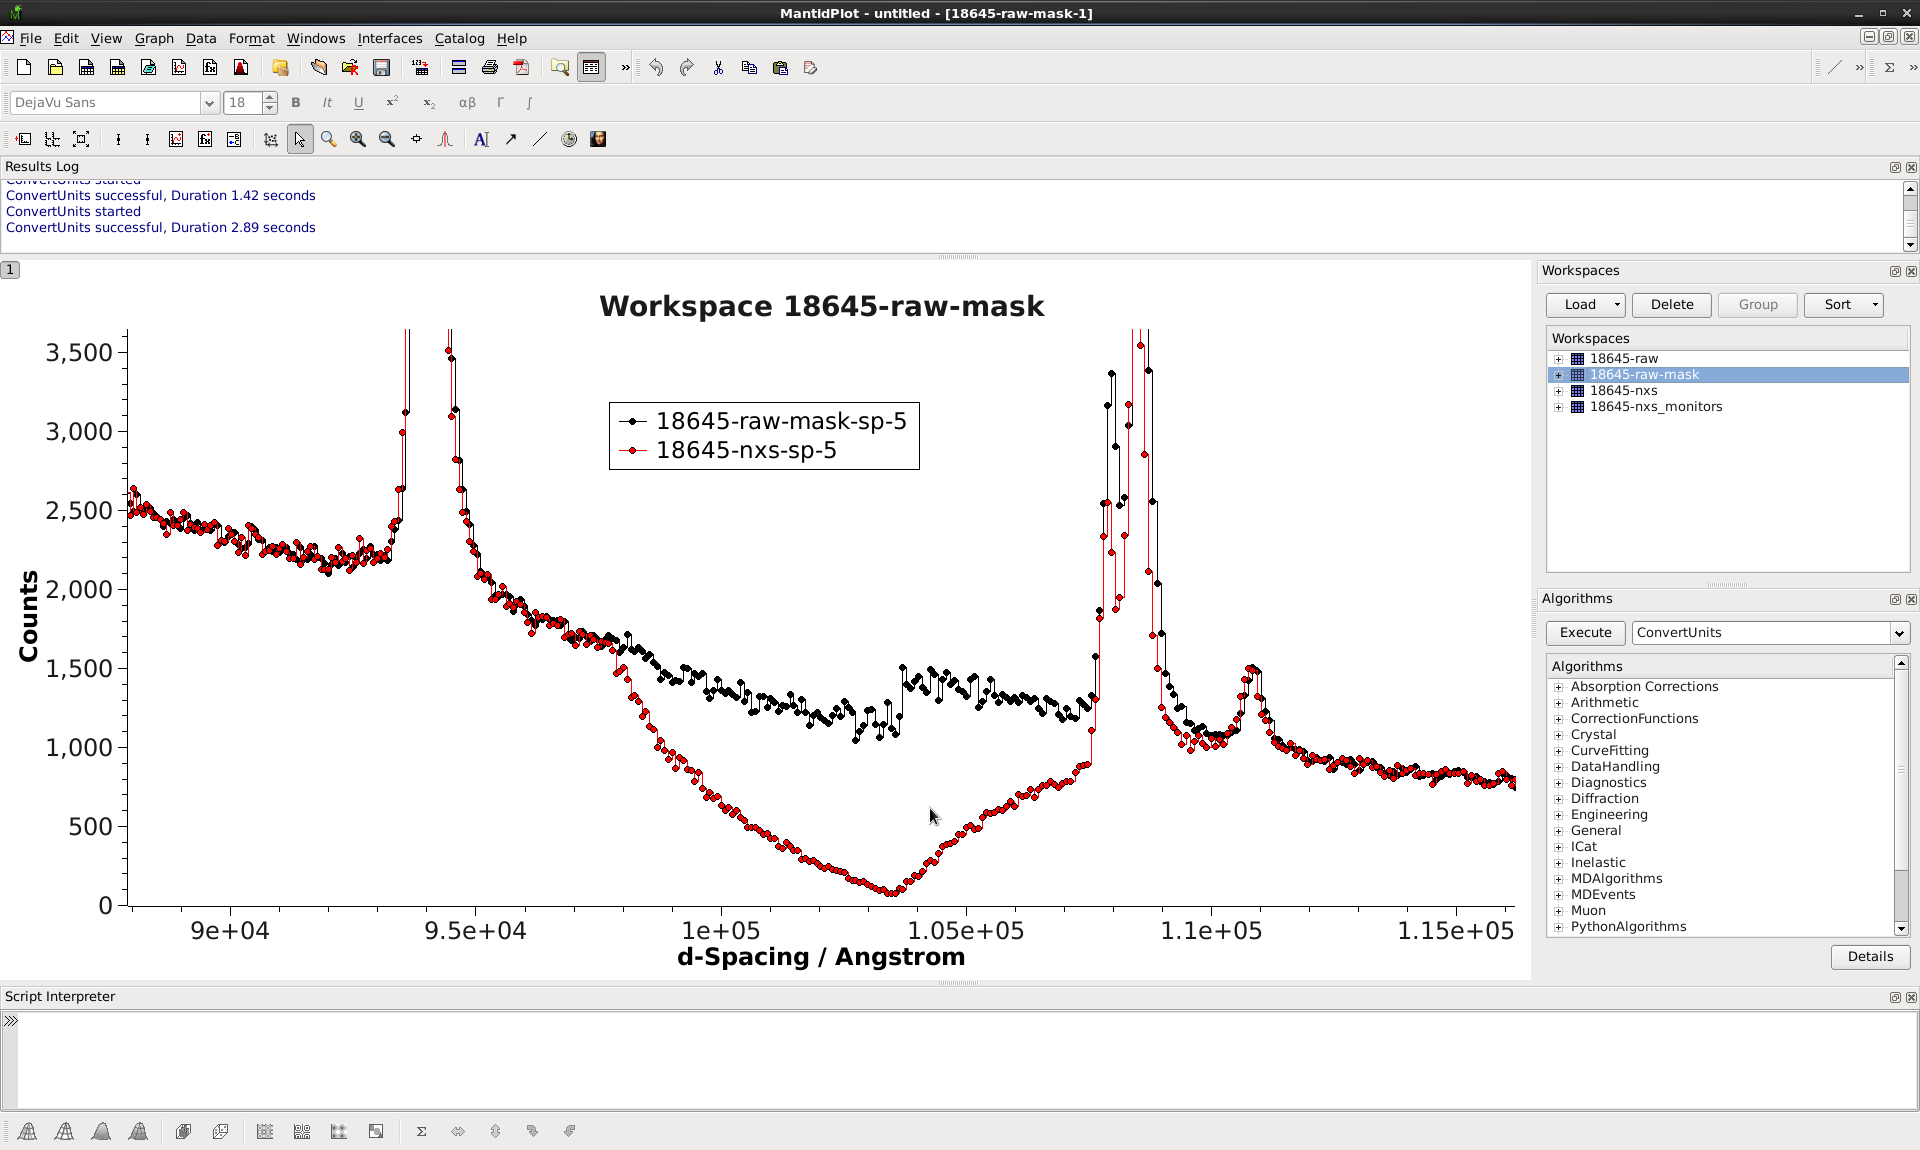 MantidPlot - untitled - [18645-raw-mask-1]
File Edit View Graph Data Format Windows Interfaces Catalog Help
DejaVu Sans 18 B It U x² x₂ αβ Γ ∫
Results Log
ConvertUnits started
ConvertUnits successful, Duration 1.42 seconds
ConvertUnits started
ConvertUnits successful, Duration 2.89 seconds
1
Workspace 18645-raw-mask
18645-raw-mask-sp-5
18645-nxs-sp-5
Counts
3,500
3,000
2,500
2,000
1,500
1,000
500
0
9e+04 9.5e+04 1e+05 1.05e+05 1.1e+05 1.15e+05
d-Spacing / Angstrom
Workspaces
Load Delete Group Sort
Workspaces
18645-raw
18645-raw-mask
18645-nxs
18645-nxs_monitors
Algorithms
Execute ConvertUnits
Algorithms
Absorption Corrections
Arithmetic
CorrectionFunctions
Crystal
CurveFitting
DataHandling
Diagnostics
Diffraction
Engineering
General
ICat
Inelastic
MDAlgorithms
MDEvents
Muon
PythonAlgorithms
Details
Script Interpreter
>>>